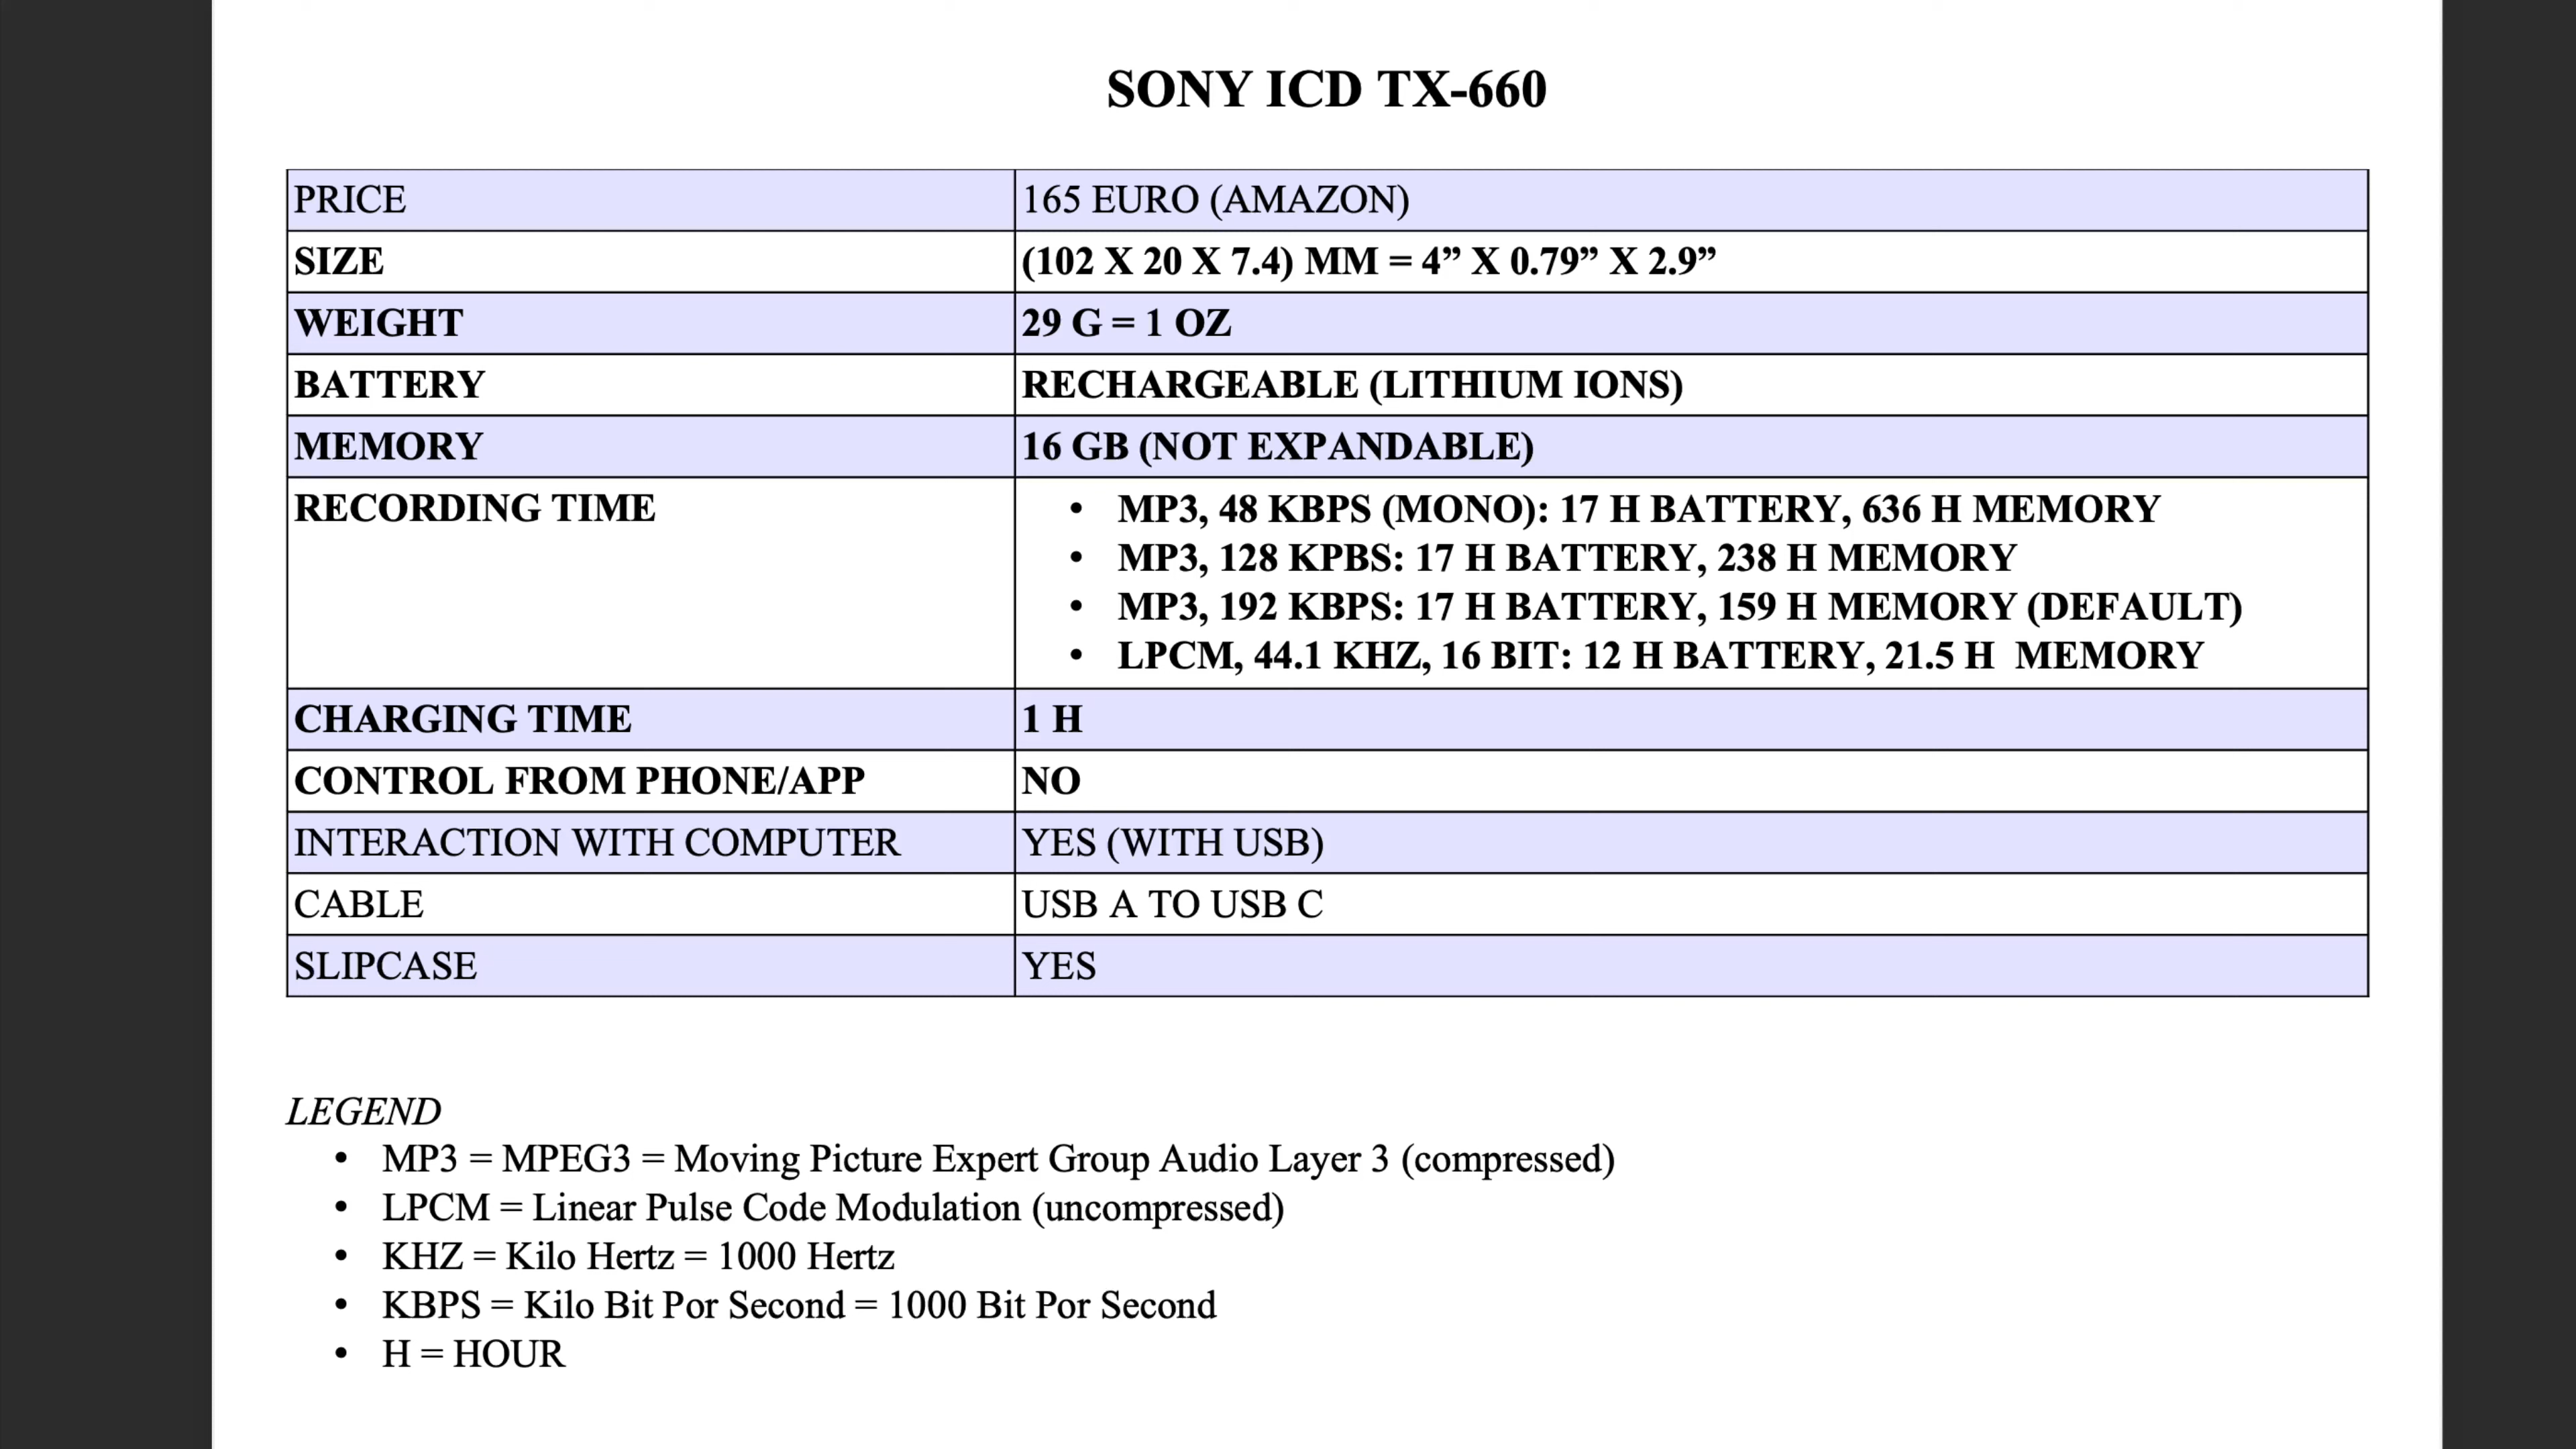 SONY ICD TX-660
PRICE 165 EURO (AMAZON)
SIZE (102 X 20 X 7.4) MM = 4” X 0.79” X 2.9”
WEIGHT 29 G = 1 OZ
BATTERY RECHARGEABLE (LITHIUM IONS)
MEMORY 16 GB (NOT EXPANDABLE)
RECORDING TIME • MP3, 48 KBPS (MONO): 17 H BATTERY, 636 H MEMORY
• MP3, 128 KPBS: 17 H BATTERY, 238 H MEMORY
• MP3, 192 KBPS: 17 H BATTERY, 159 H MEMORY (DEFAULT)
• LPCM, 44.1 KHZ, 16 BIT: 12 H BATTERY, 21.5 H MEMORY
CHARGING TIME 1 H
CONTROL FROM PHONE/APP NO
INTERACTION WITH COMPUTER YES (WITH USB)
CABLE USB A TO USB C
SLIPCASE YES
LEGEND
• MP3 = MPEG3 = Moving Picture Expert Group Audio Layer 3 (compressed)
• LPCM = Linear Pulse Code Modulation (uncompressed)
• KHZ = Kilo Hertz = 1000 Hertz
• KBPS = Kilo Bit Por Second = 1000 Bit Por Second
• H = HOUR